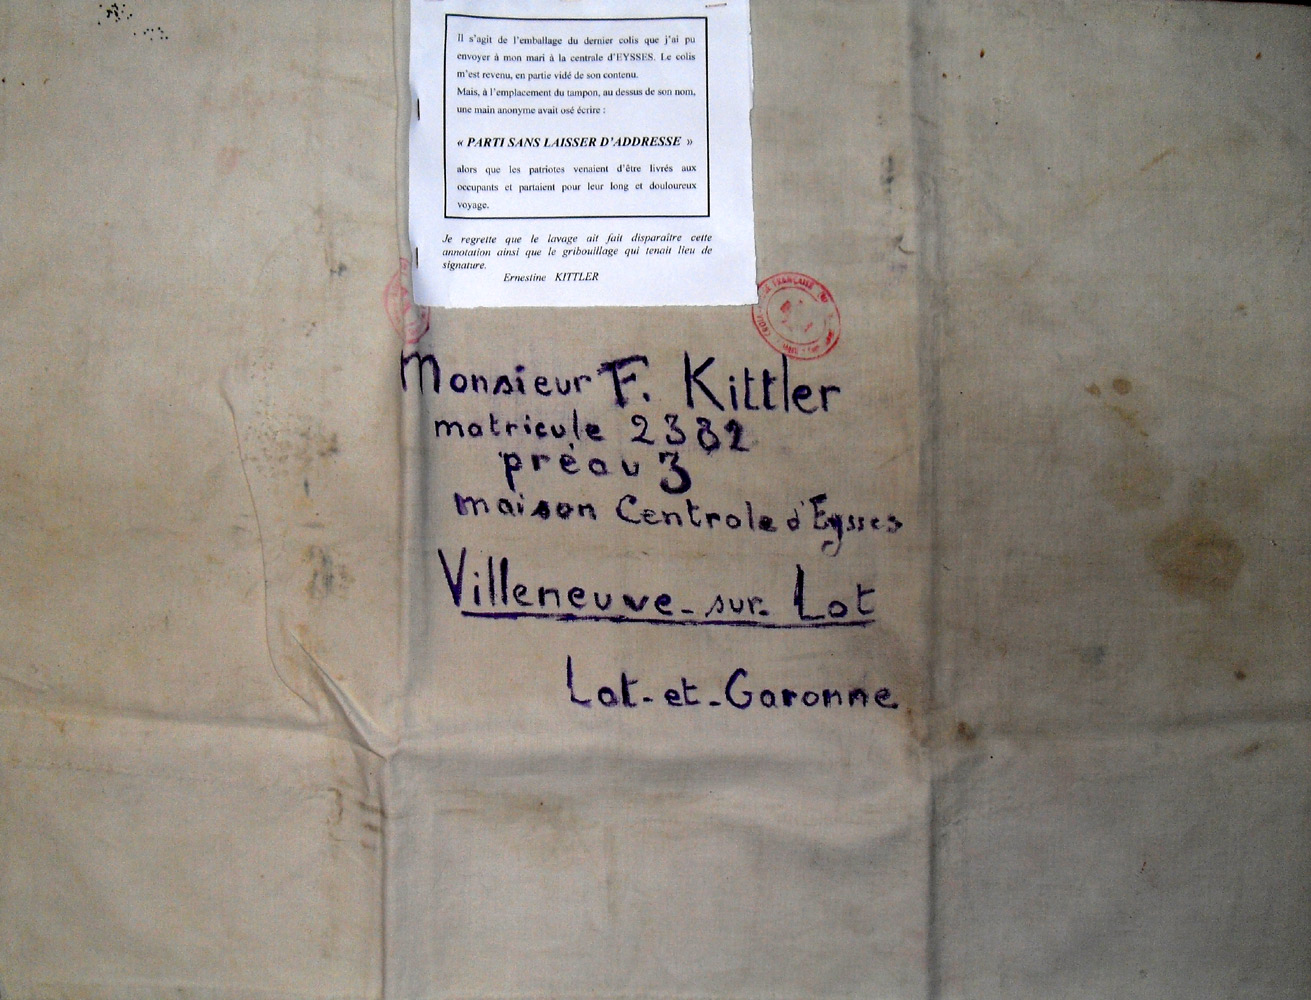 Il s'agit de l'emballage du dernier colis que j'ai pu
envoyer à mon mari à la centrale d'EYSSES. Le colis
m'est revenu, en partie vidé de son contenu.
Mais, à l'emplacement du tampon, au dessus de son nom,
une main anonyme avait osé écrire :
« PARTI SANS LAISSER D'ADDRESSE »
alors que les patriotes venaient d'être livrés aux
occupants et partaient pour leur long et douloureux
voyage.
Je regrette que le lavage ait fait disparaître cette
annotation ainsi que le gribouillage qui tenait lieu de
signature.
Ernestine KITTLER
Monsieur F. Kittler
matricule 2332
préau 3
maison Centrale d'Eysses
Villeneuve-sur-Lot
Lot-et-Garonne